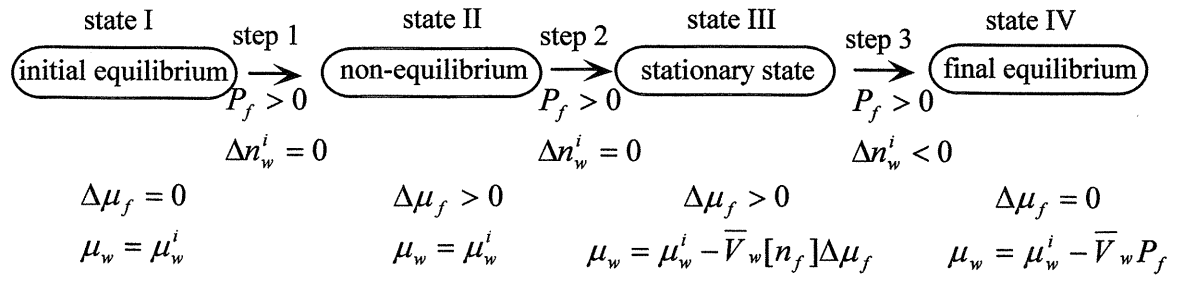 state I state II state III state IV
step 1 step 2 step 3
initial equilibrium non-equilibrium stationary state final equilibrium
P_f > 0 P_f > 0 P_f > 0
Δn_w^i = 0 Δn_w^i = 0 Δn_w^i < 0
Δμ_f = 0 Δμ_f > 0 Δμ_f > 0 Δμ_f = 0
μ_w = μ_w^i μ_w = μ_w^i μ_w = μ_w^i − V̅_w[n_f]Δμ_f μ_w = μ_w^i − V̅_w P_f